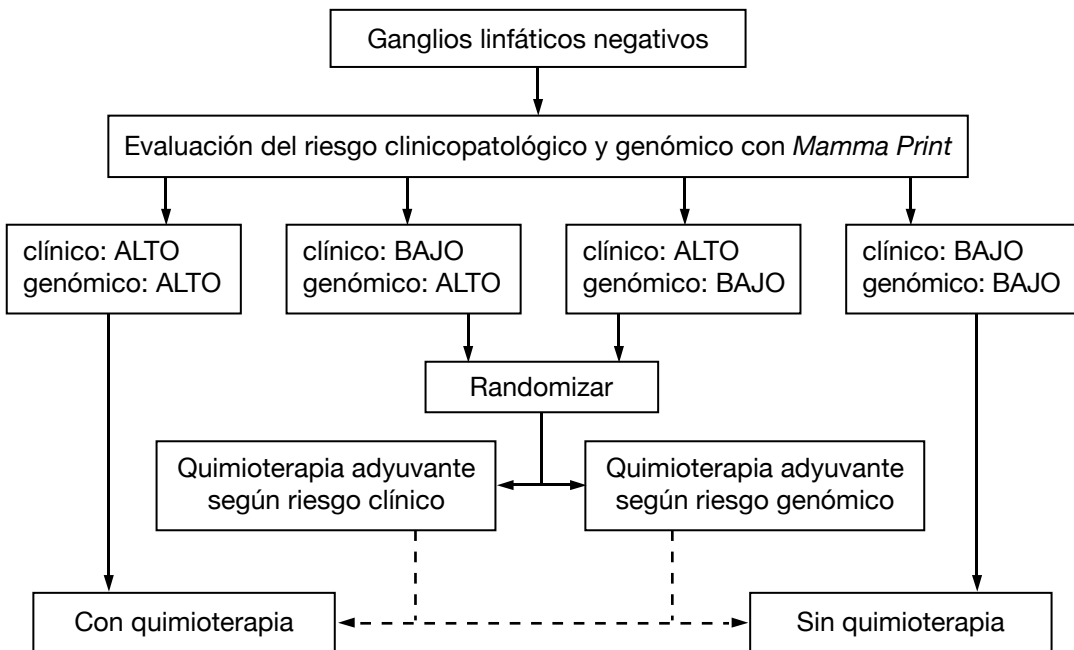 Ganglios linfáticos negativos
Evaluación del riesgo clinicopatológico y genómico con Mamma Print
clínico: ALTO
genómico: ALTO
clínico: BAJO
genómico: ALTO
clínico: ALTO
genómico: BAJO
clínico: BAJO
genómico: BAJO
Randomizar
Quimioterapia adyuvante
según riesgo clínico
Quimioterapia adyuvante
según riesgo genómico
Con quimioterapia
Sin quimioterapia